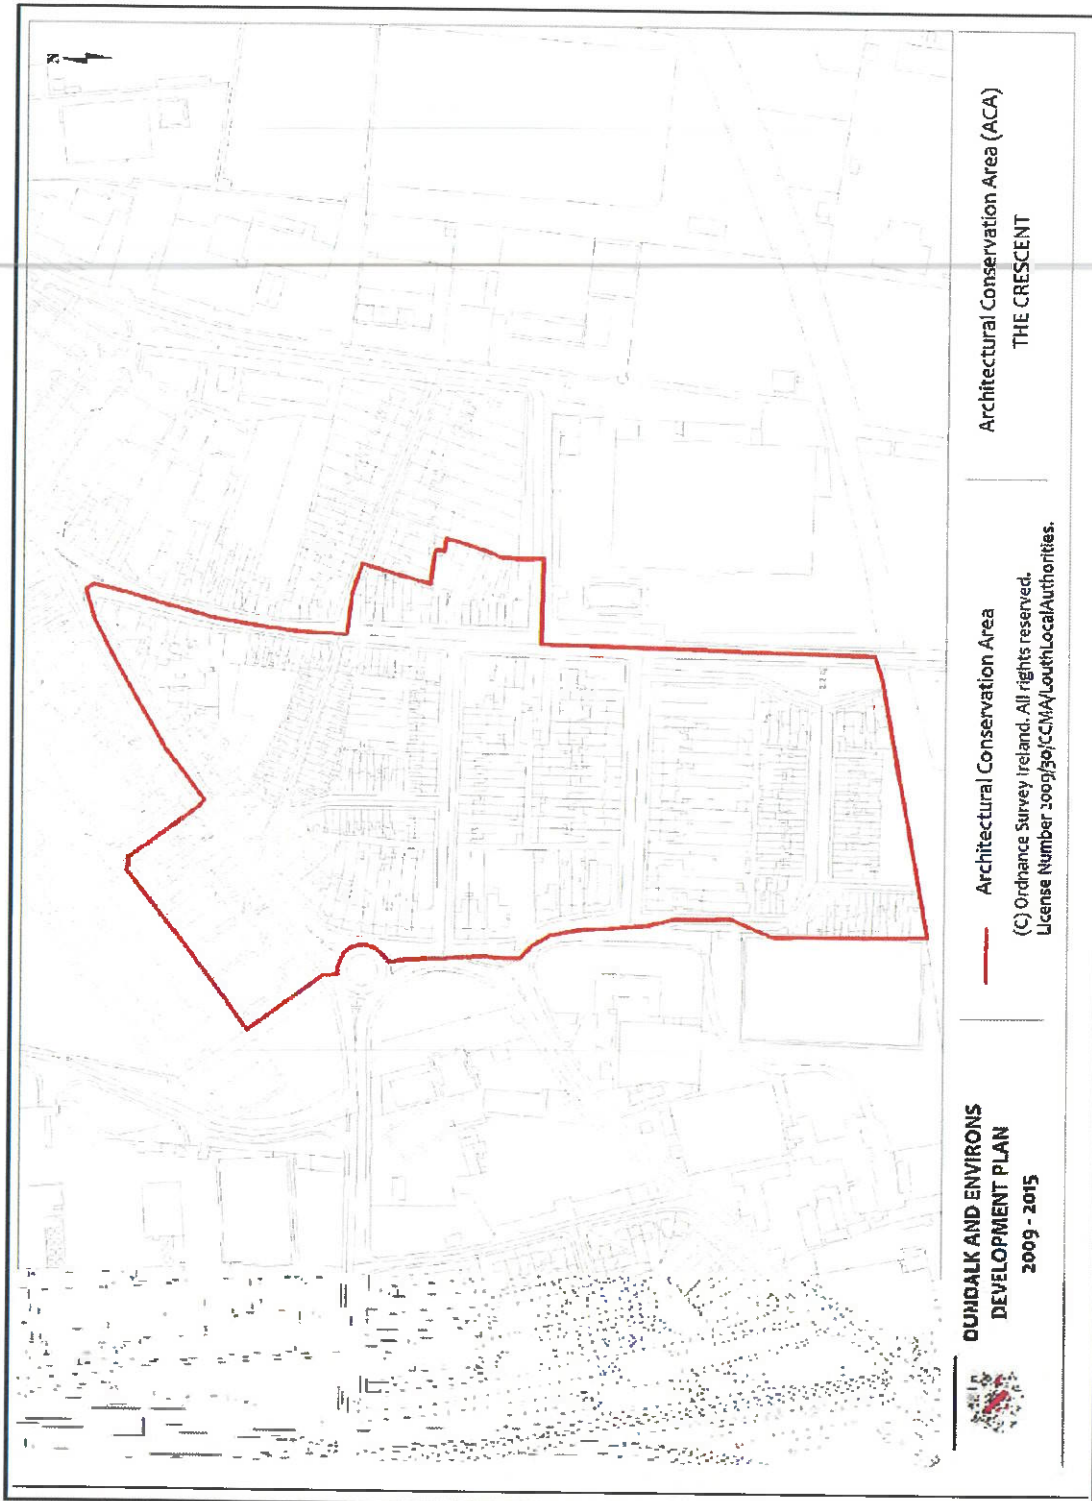 N
DUNDALK AND ENVIRONS
DEVELOPMENT PLAN
2009 - 2015
Architectural Conservation Area
(C) Ordnance Survey Ireland. All rights reserved.
License Number 2009/30/CCMA/LouthLocalAuthorities.
Architectural Conservation Area (ACA)
THE CRESCENT